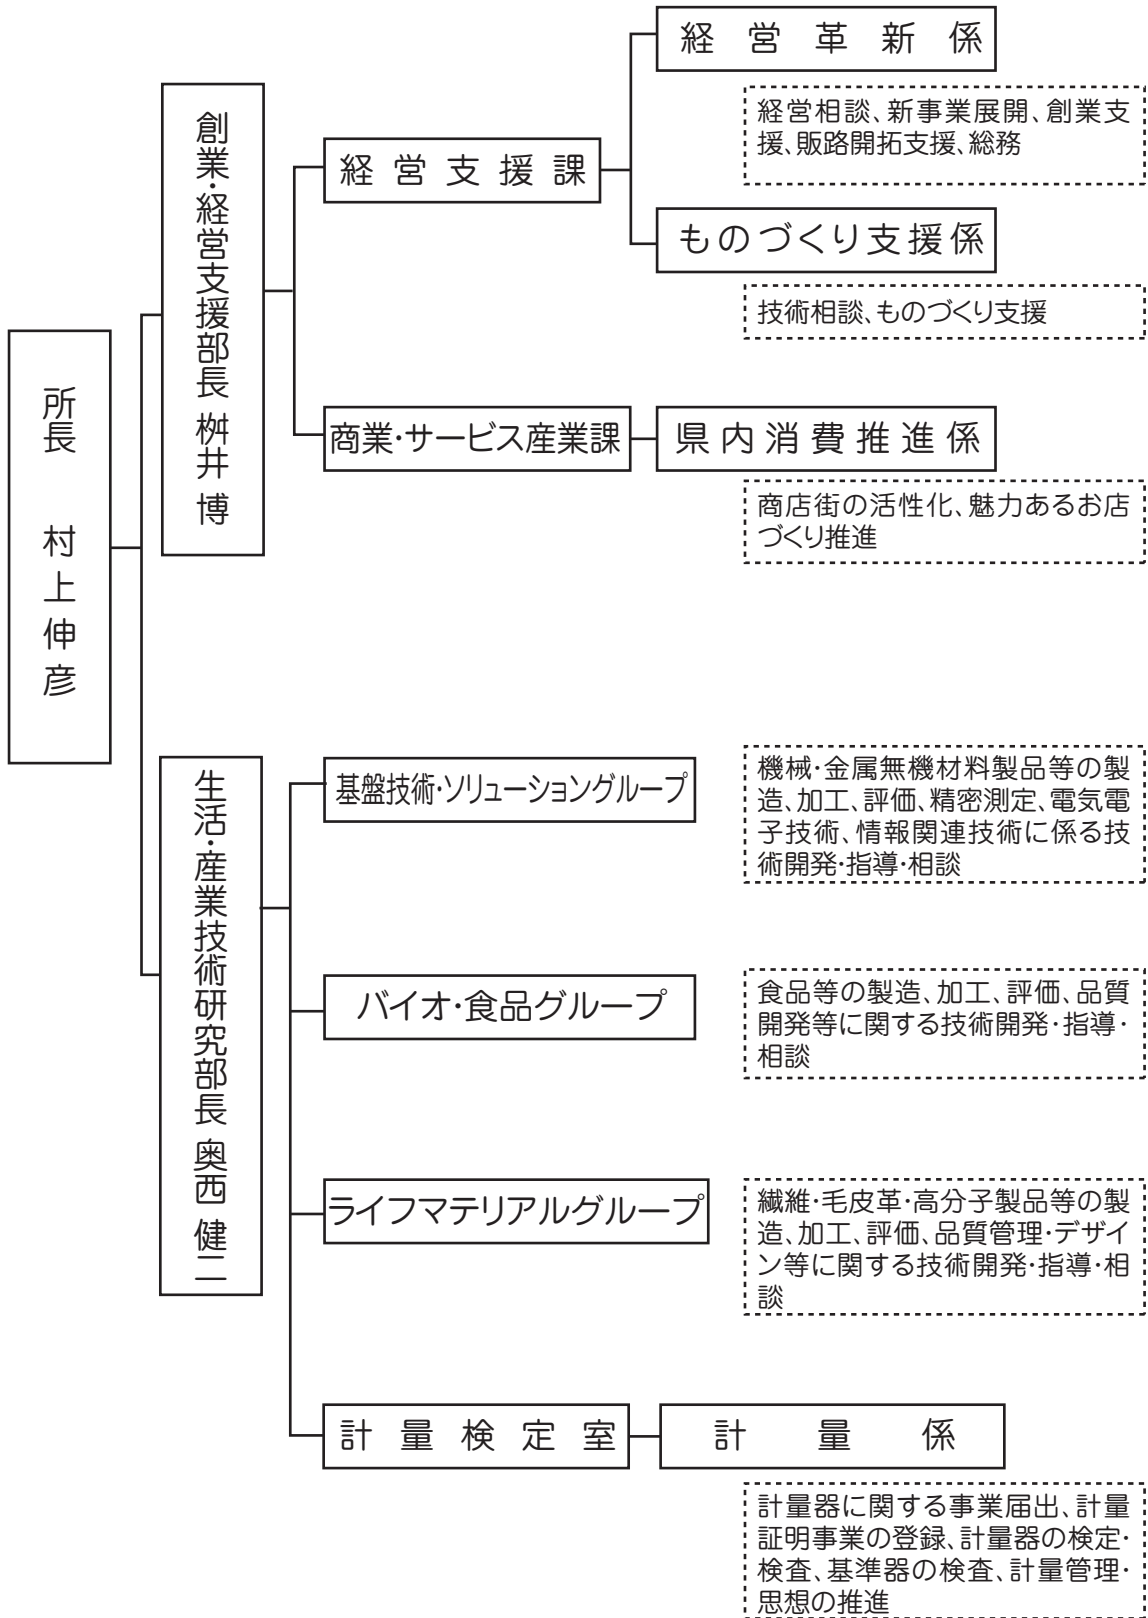 所長 村上伸彦
創業・経営支援部長 桝井 博
経営支援課
経営革新係
経営相談、新事業展開、創業支
援、販路開拓支援、総務
ものづくり支援係
技術相談、ものづくり支援
商業・サービス産業課
県内消費推進係
商店街の活性化、魅力あるお店
づくり推進
生活・産業技術研究部長 奥西 健二
基盤技術・ソリューショングループ
機械・金属無機材料製品等の製
造、加工、評価、精密測定、電気電
子技術、情報関連技術に係る技
術開発・指導・相談
バイオ・食品グループ
食品等の製造、加工、評価、品質
開発等に関する技術開発・指導・
相談
ライフマテリアルグループ
繊維・毛皮革・高分子製品等の製
造、加工、評価、品質管理・デザイ
ン等に関する技術開発・指導・相
談
計量検定室
計量係
計量器に関する事業届出、計量
証明事業の登録、計量器の検定・
検査、基準器の検査、計量管理・
思想の推進